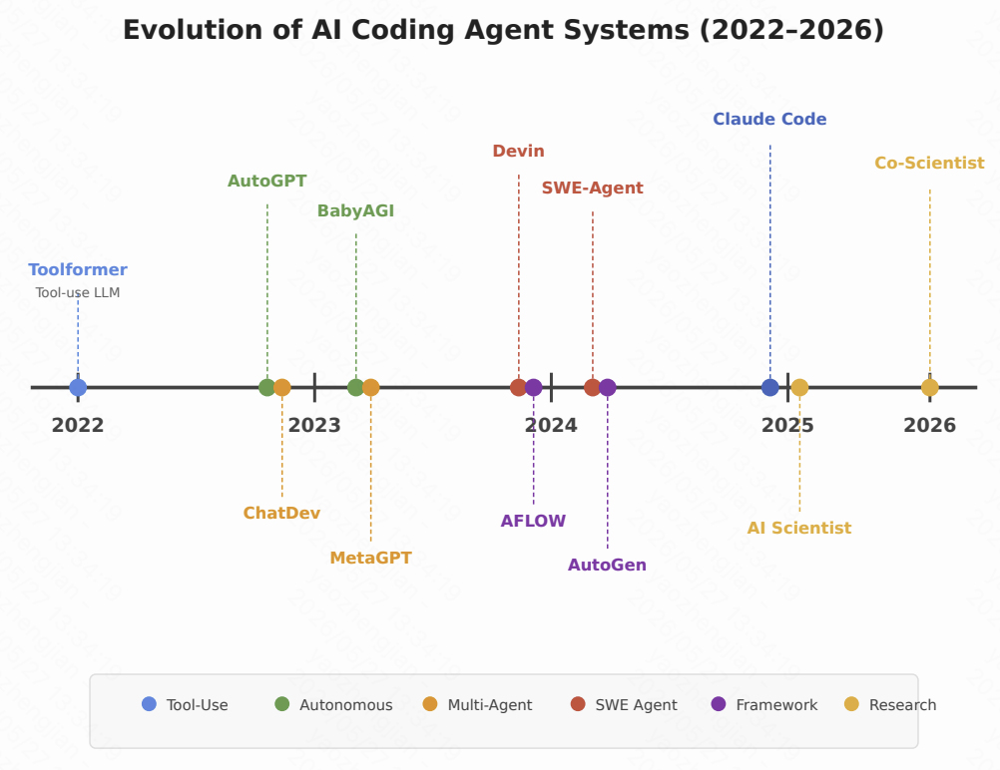 Evolution of AI Coding Agent Systems (2022–2026)
Claude Code
Devin
Co-Scientist
AutoGPT
SWE-Agent
BabyAGI
Toolformer
Tool-use LLM
2022
2023
2024
2025
2026
ChatDev
AFLOW
AI Scientist
MetaGPT
AutoGen
Tool-Use
Autonomous
Multi-Agent
SWE Agent
Framework
Research